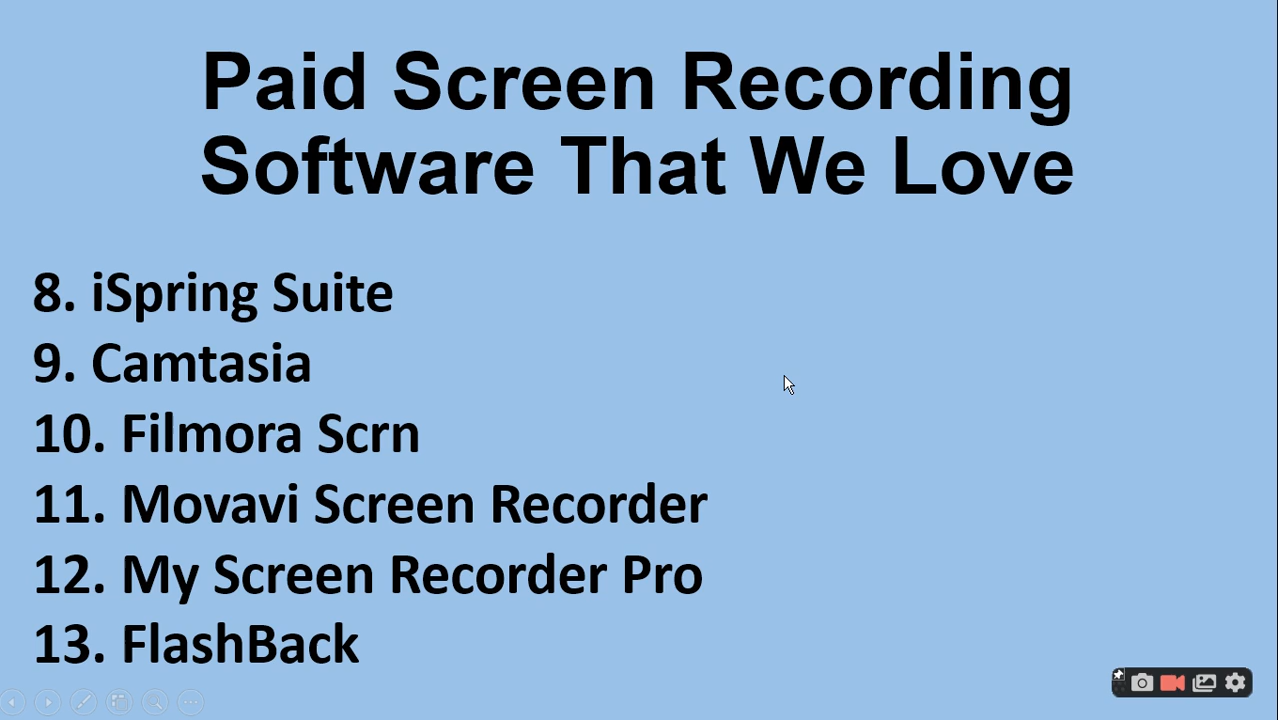 Paid Screen Recording
Software That We Love
8. iSpring Suite
9. Camtasia
10. Filmora Scrn
11. Movavi Screen Recorder
12. My Screen Recorder Pro
13. FlashBack